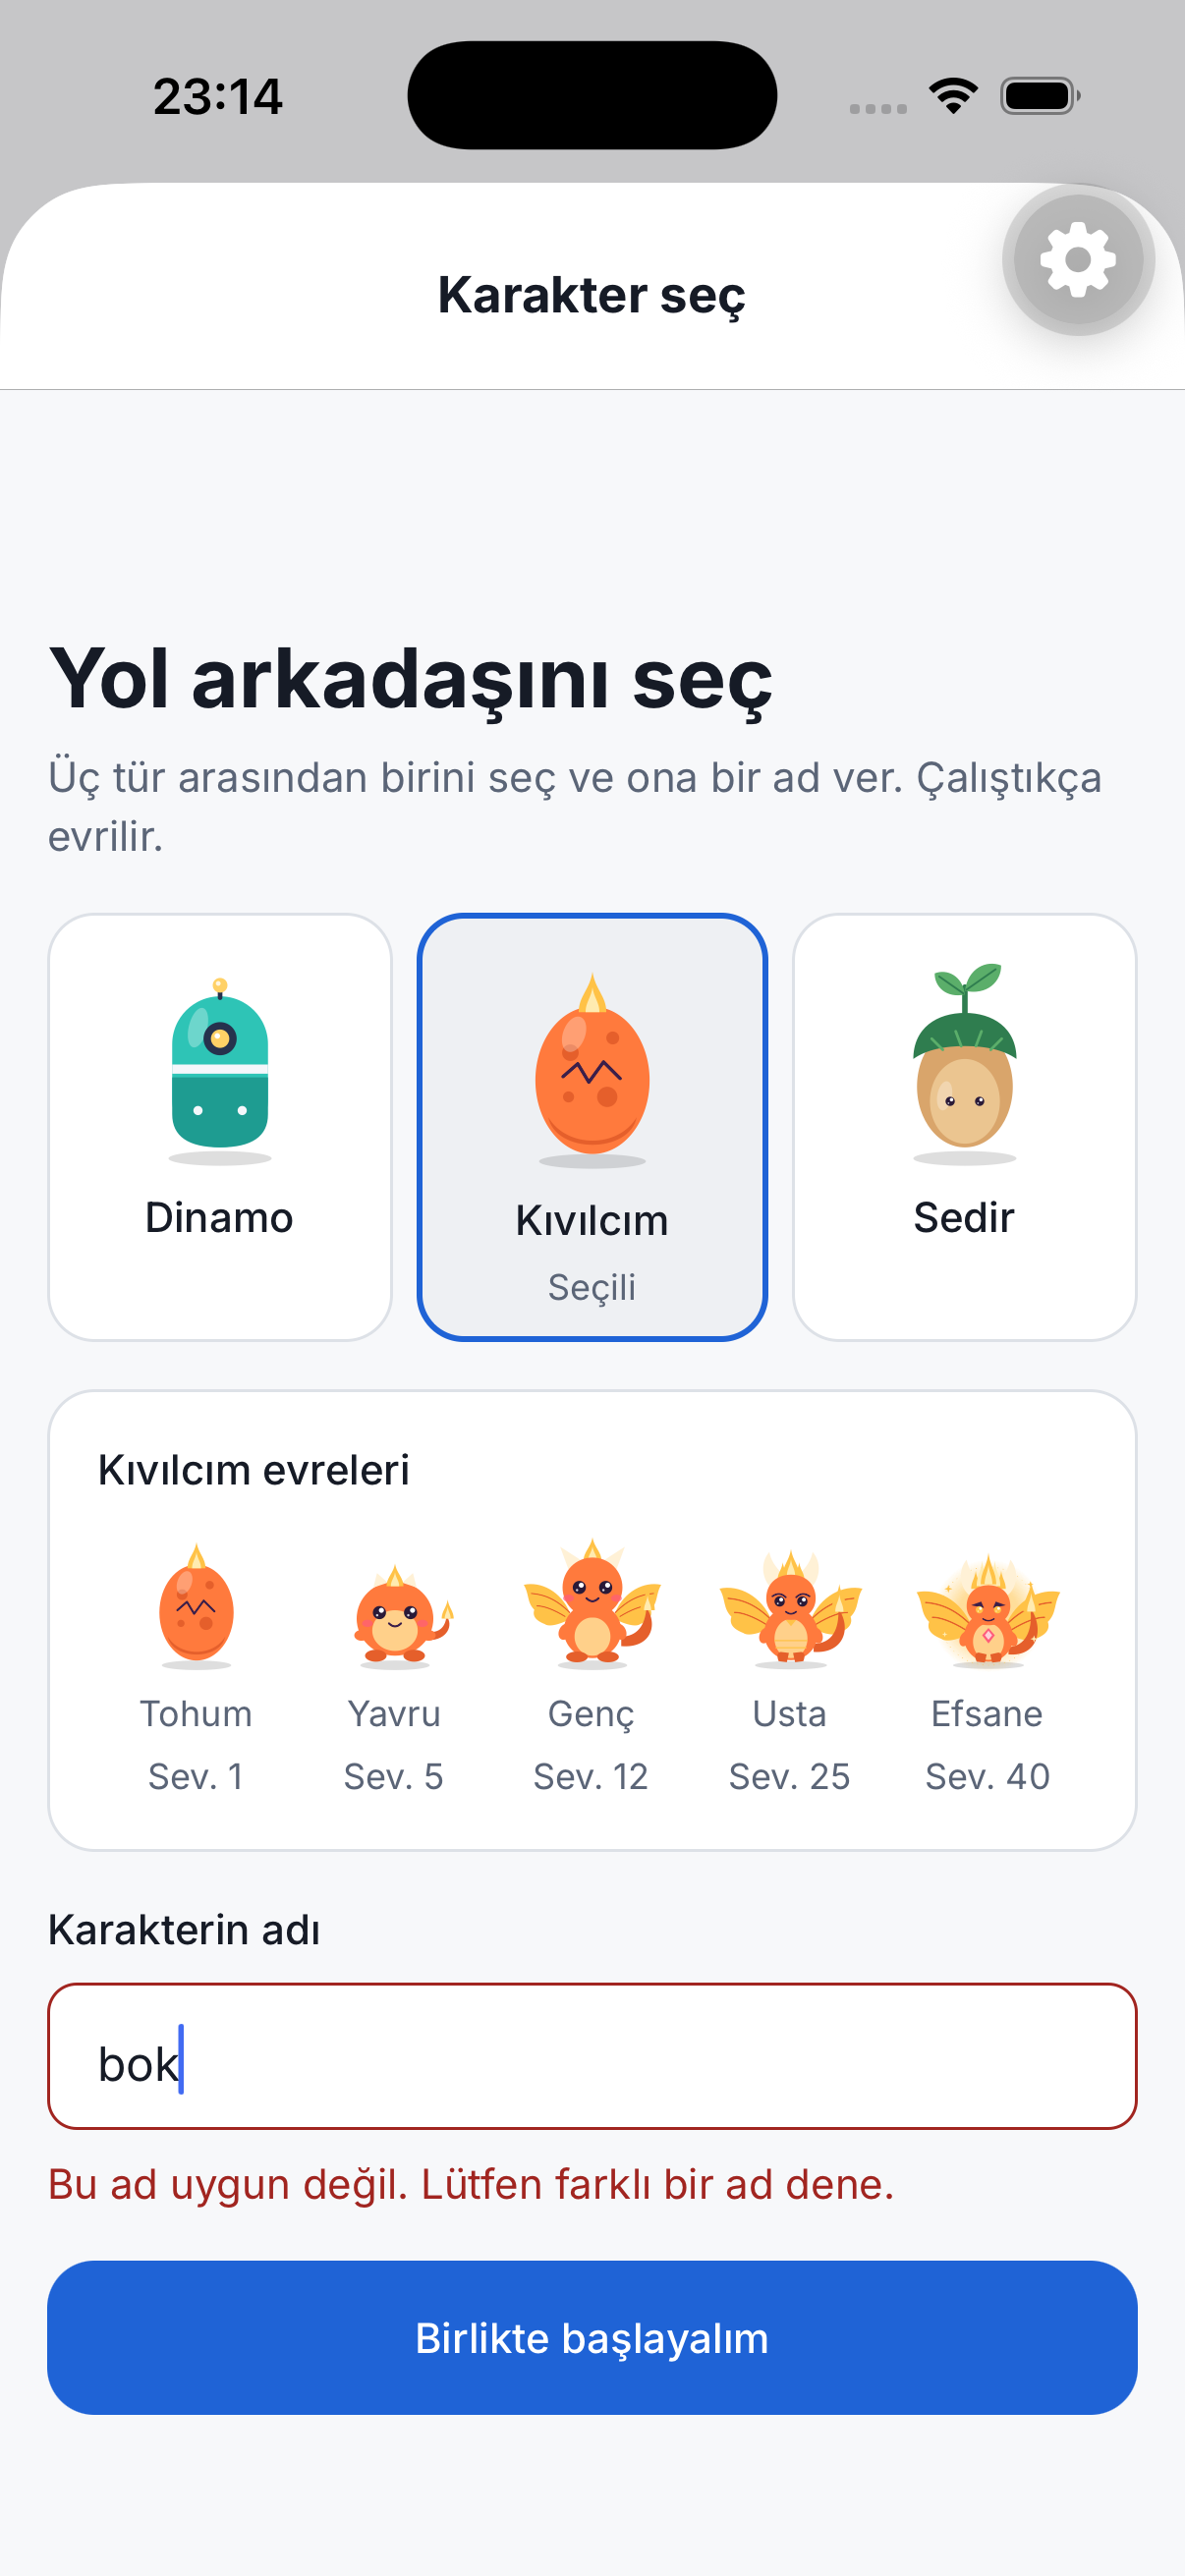 23:14
Karakter seç
Yol arkadaşını seç
Üç tür arasından birini seç ve ona bir ad ver. Çalıştıkça
evrilir.
Dinamo
Kıvılcım
Sedir
Seçili
Kıvılcım evreleri
Tohum
Yavru
Genç
Usta
Efsane
Sev. 1
Sev. 5
Sev. 12
Sev. 25
Sev. 40
Karakterin adı
bok
Bu ad uygun değil. Lütfen farklı bir ad dene.
Birlikte başlayalım